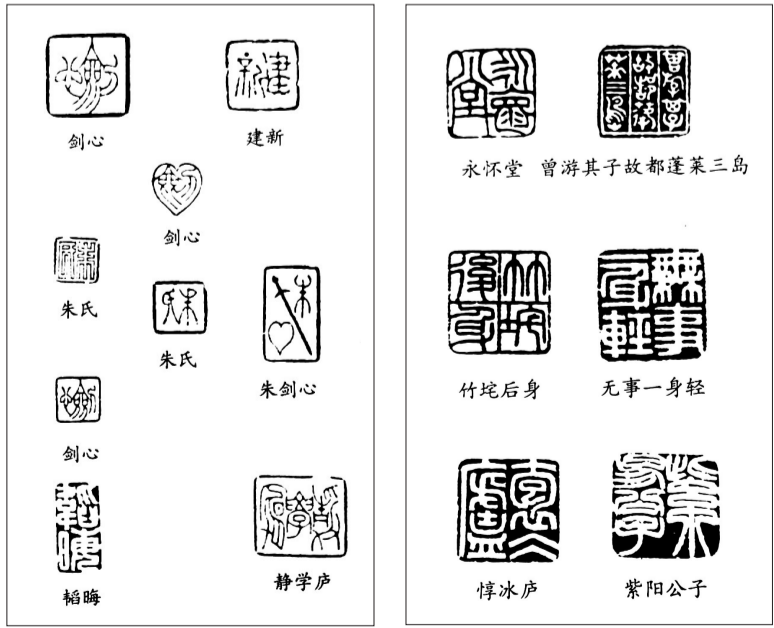 剑心
建新
剑心
朱氏
朱氏
朱剑心
剑心
韬晦
静学庐
永怀堂
曾游其子故都蓬莱三岛
竹垞后身
无事一身轻
惇冰庐
紫阳公子